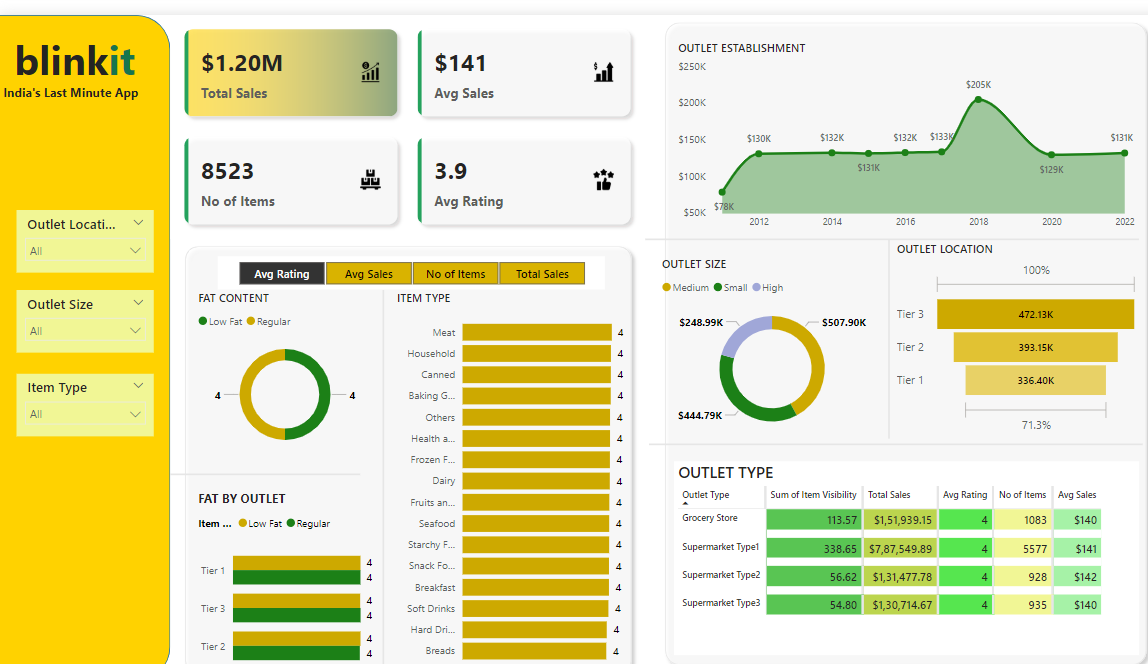 blinkit
India's Last Minute App
Outlet Locati...
All
Outlet Size
All
Item Type
All
$1.20M
Total Sales
$141
Avg Sales
8523
No of Items
3.9
Avg Rating
Avg Rating Avg Sales No of Items Total Sales
FAT CONTENT
Low Fat Regular
4 4
FAT BY OUTLET
Item ... Low Fat Regular
Tier 1 4
4
Tier 3 4
4
Tier 2 4
4
ITEM TYPE
Meat 4
Household 4
Canned 4
Baking G... 4
Others 4
Health a... 4
Frozen F... 4
Dairy 4
Fruits an... 4
Seafood 4
Starchy F... 4
Snack Fo... 4
Breakfast 4
Soft Drinks 4
Hard Dri... 4
Breads 4
OUTLET ESTABLISHMENT
$250K
$200K
$150K
$100K
$50K
$78K $130K $132K $131K $132K $133K $205K $129K $131K
2012 2014 2016 2018 2020 2022
OUTLET SIZE
Medium Small High
$248.99K $507.90K
$444.79K
OUTLET LOCATION
100%
Tier 3 472.13K
Tier 2 393.15K
Tier 1 336.40K
71.3%
OUTLET TYPE
Outlet Type Sum of Item Visibility Total Sales Avg Rating No of Items Avg Sales
Grocery Store 113.57 $1,51,939.15 4 1083 $140
Supermarket Type1 338.65 $7,87,549.89 4 5577 $141
Supermarket Type2 56.62 $1,31,477.78 4 928 $142
Supermarket Type3 54.80 $1,30,714.67 4 935 $140